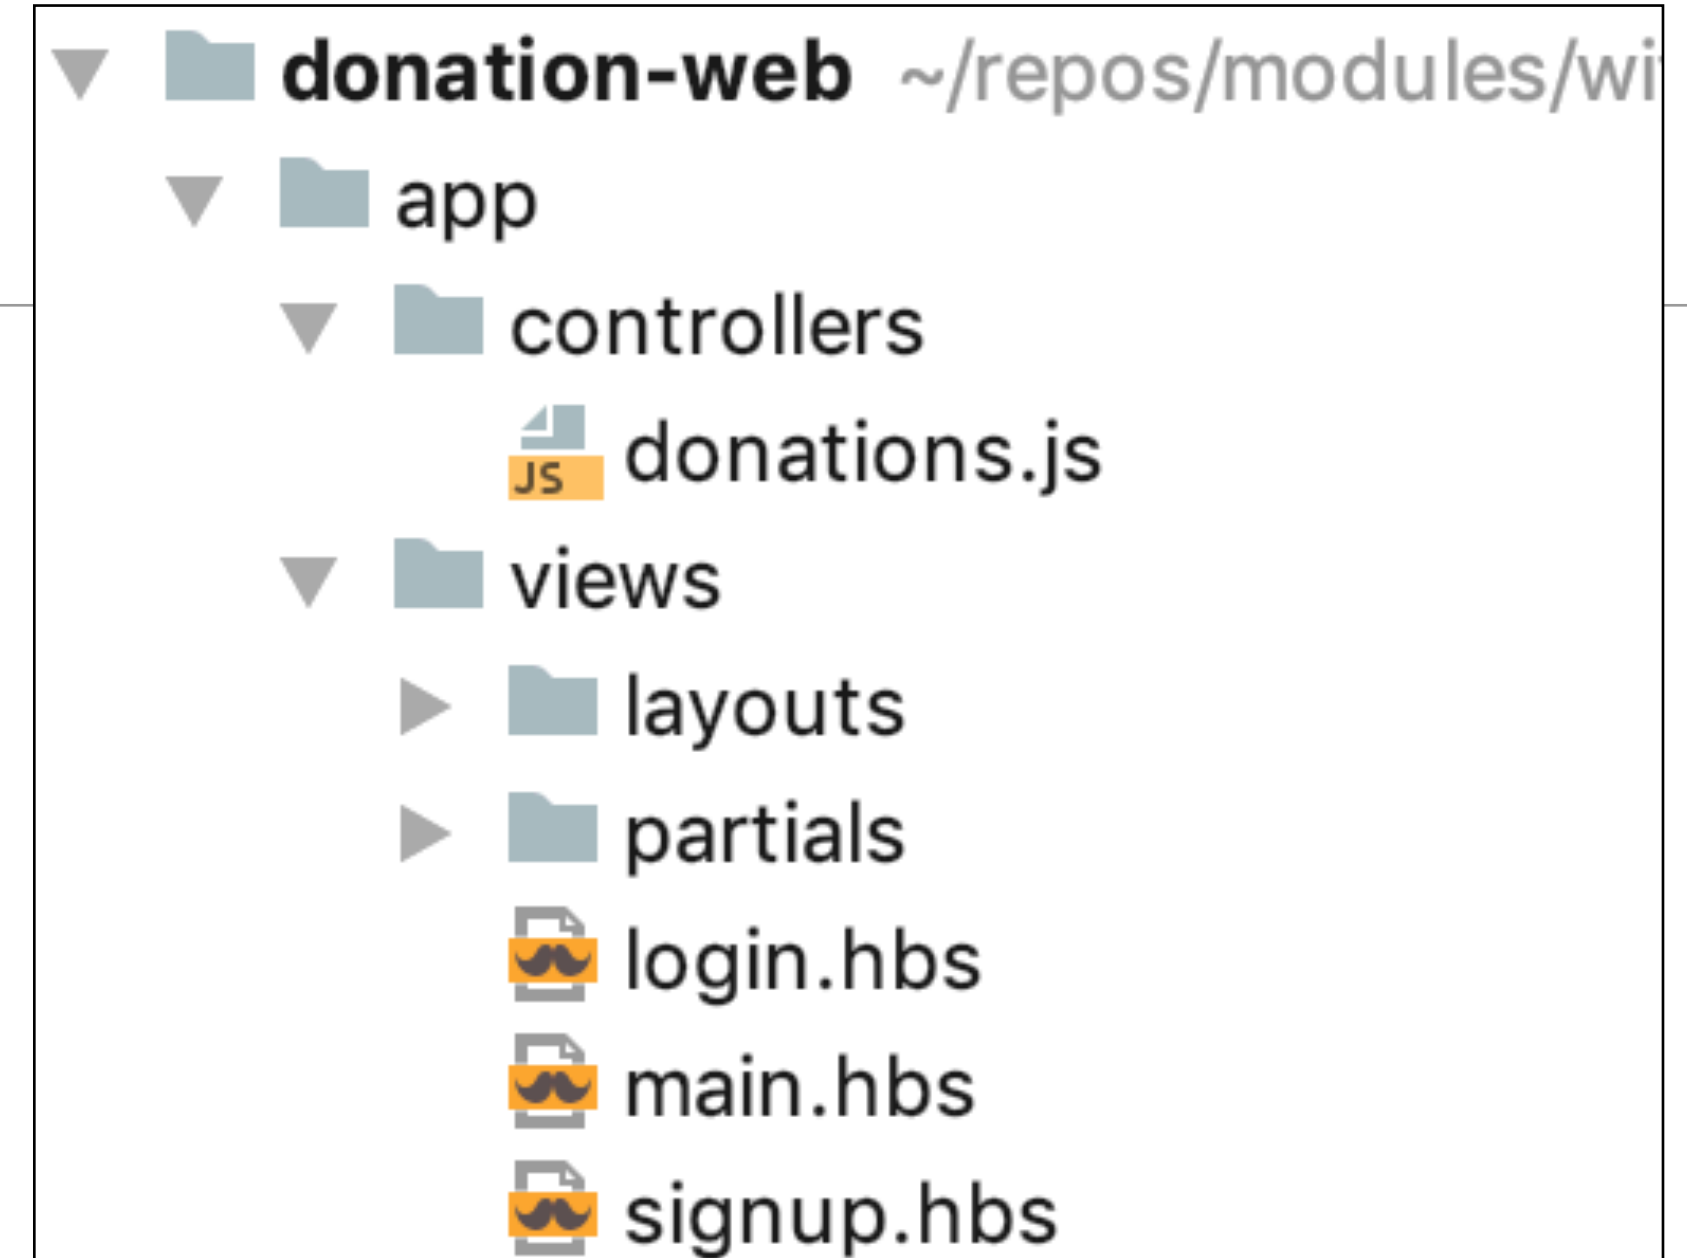 donation-web ~/repos/modules/wi
app
controllers
JS donations.js
views
layouts
partials
login.hbs
main.hbs
signup.hbs